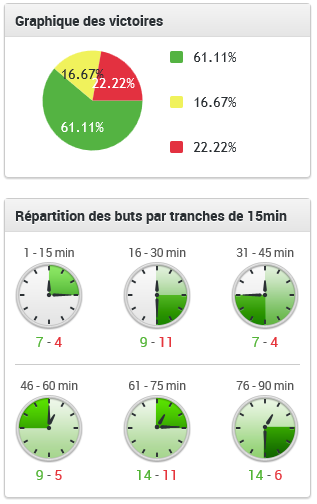 Graphique des victoires
61.11%
16.67%
22.22%
16.67%
22.22%
61.11%
Répartition des buts par tranches de 15min
1 - 15 min 16 - 30 min 31 - 45 min
7 - 4 9 - 11 7 - 4
46 - 60 min 61 - 75 min 76 - 90 min
9 - 5 14 - 11 14 - 6